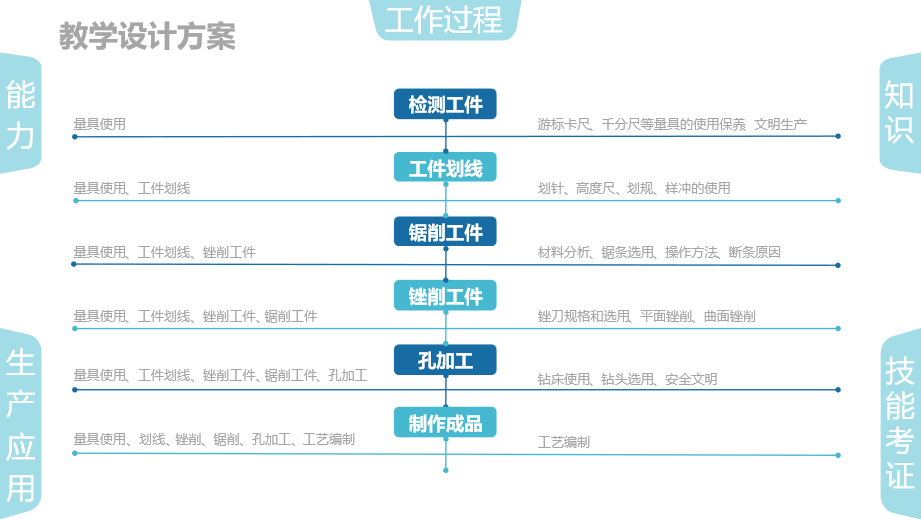 工作过程
教学设计方案
能力
知识
检测工件
量具使用
游标卡尺、千分尺等量具的使用保养、文明生产
工件划线
量具使用、工件划线
划针、高度尺、划规、样冲的使用
锯削工件
量具使用、工件划线、锉削工件
材料分析、锯条选用、操作方法、断条原因
锉削工件
量具使用、工件划线、锉削工件、锯削工件
锉刀规格和选用、平面锉削、曲面锉削
孔加工
量具使用、工件划线、锉削工件、锯削工件、孔加工
钻床使用、钻头选用、安全文明
制作成品
量具使用、划线、锉削、锯削、孔加工、工艺编制
工艺编制
生产应用
技能考证